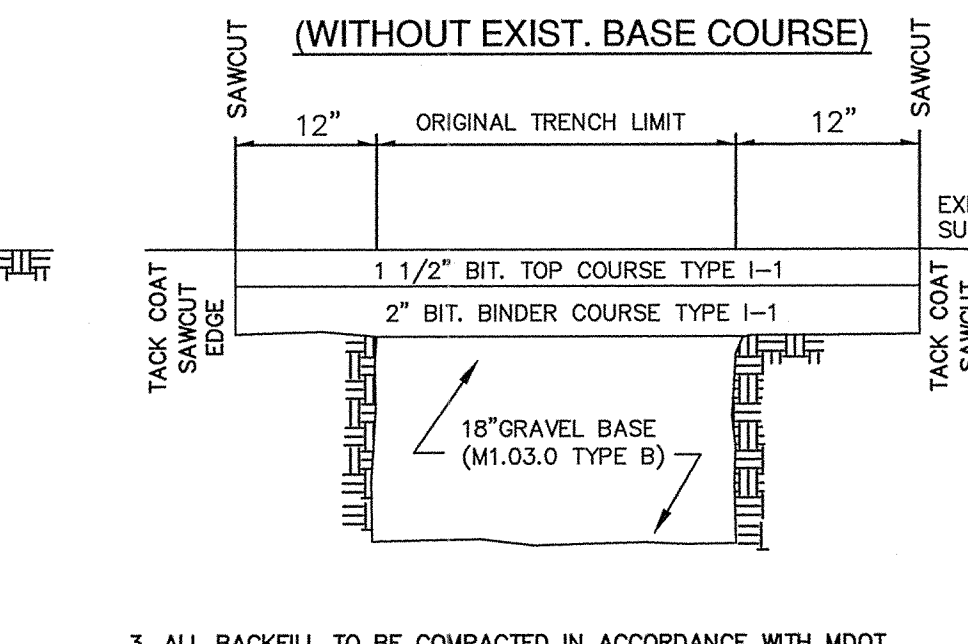 (WITHOUT EXIST. BASE COURSE)
SAWCUT
SAWCUT
12"
ORIGINAL TRENCH LIMIT
12"
1 1/2" BIT. TOP COURSE TYPE I-1
2" BIT. BINDER COURSE TYPE I-1
TACK COAT
SAWCUT
EDGE
TACK COAT
18"GRAVEL BASE
(M1.03.0 TYPE B)
3. ALL BACKFILL TO BE COMPACTED IN ACCORDANCE WITH MDOT